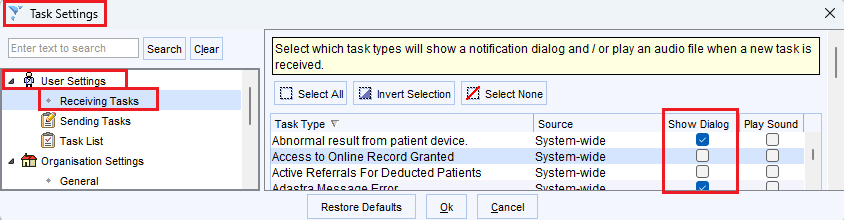 Task Settings
Enter text to search Search Clear
User Settings
Receiving Tasks
Sending Tasks
Task List
Organisation Settings
General
Select which task types will show a notification dialog and / or play an audio file when a new task is
received.
Select All Invert Selection Select None
Task Type Source Show Dialog Play Sound
Abnormal result from patient device. System-wide
Access to Online Record Granted System-wide
Active Referrals For Deducted Patients System-wide
Adastra Message Error System-wide
Restore Defaults Ok Cancel